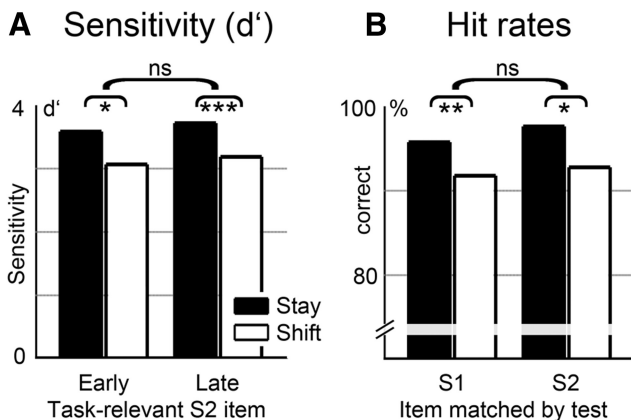 A Sensitivity (d‘)
ns
* ***
4 d‘
Sensitivity
0
Stay
Shift
Early Late
Task-relevant S2 item
B Hit rates
ns
** *
100 %
correct
80
S1 S2
Item matched by test